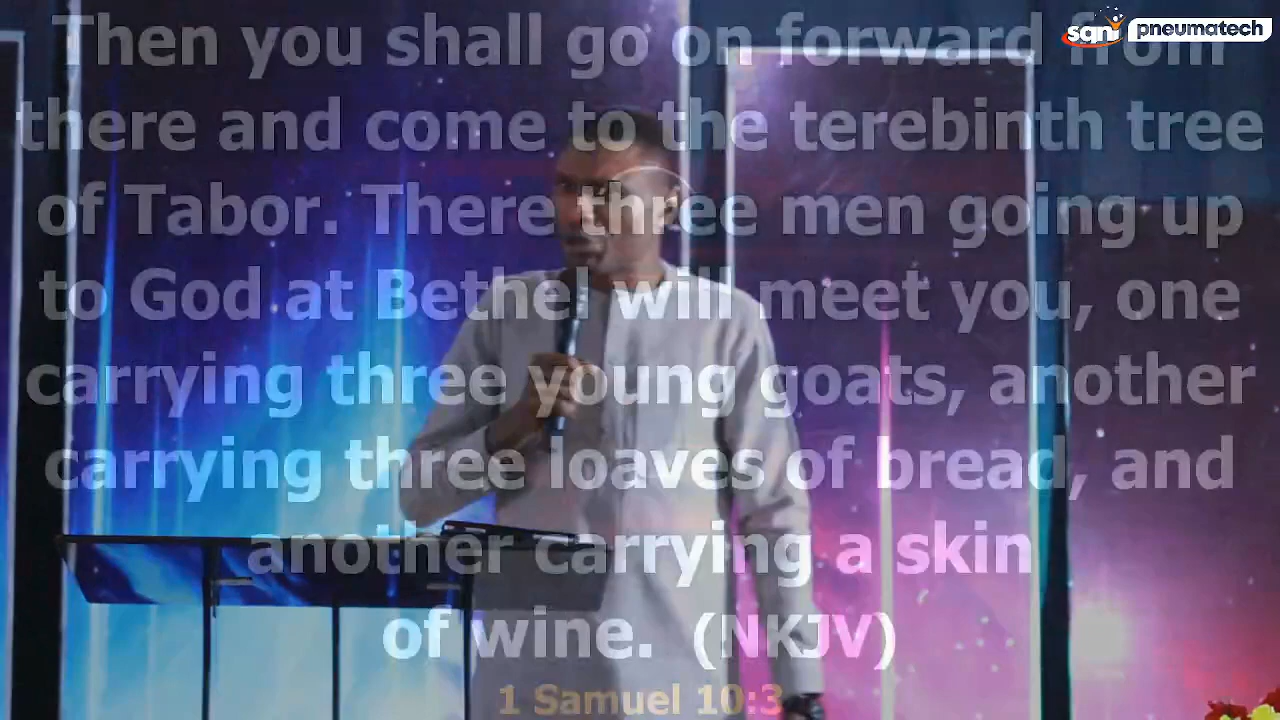 Then you shall go on forward from
there and come to the terebinth tree
of Tabor. There three men going up
to God at Bethel will meet you, one
carrying three young goats, another
carrying three loaves of bread, and
another carrying a skin
of wine. (NKJV)
1 Samuel 10:3
sqni pneumatech